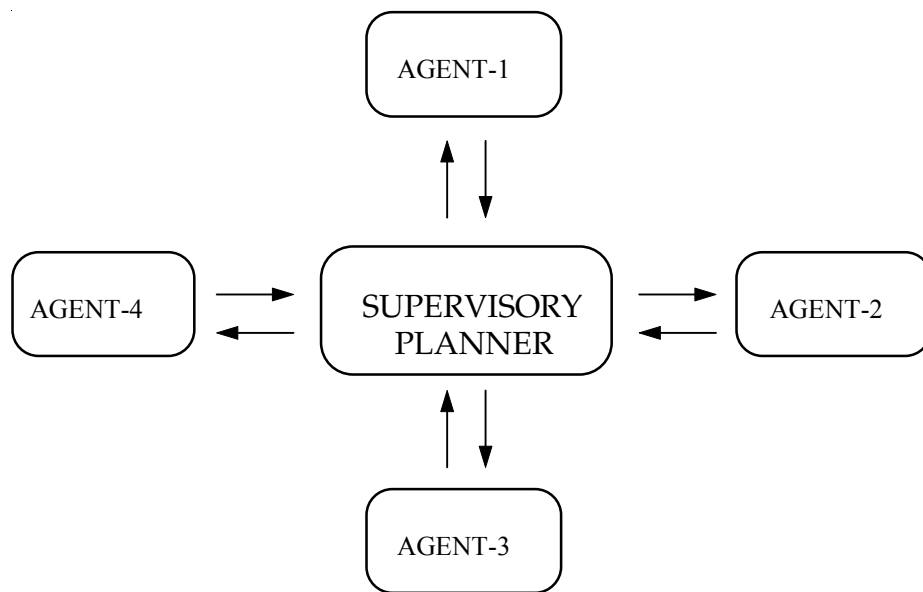 AGENT-1
AGENT-4
SUPERVISORY
PLANNER
AGENT-2
AGENT-3